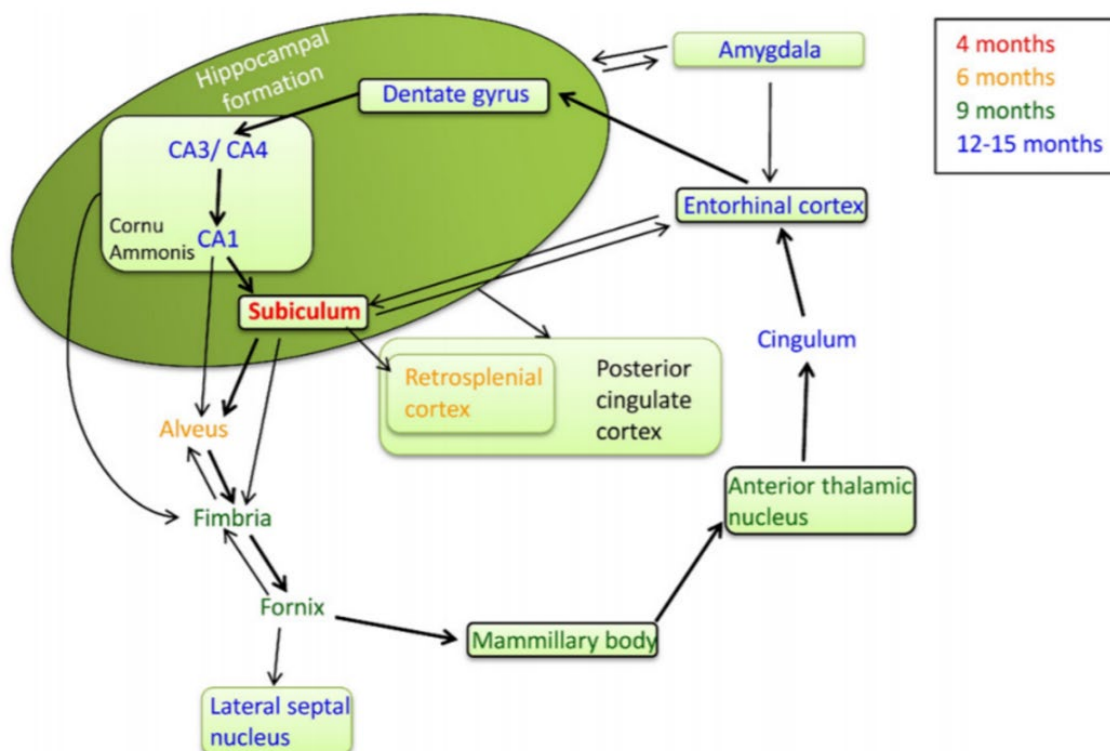 Hippocampal
formation
Amygdala
4 months
6 months
9 months
12-15 months
Dentate gyrus
CA3/ CA4
Entorhinal cortex
Cornu
Ammonis
CA1
Subiculum
Cingulum
Retrosplenial
cortex
Posterior
cingulate
cortex
Alveus
Anterior thalamic
nucleus
Fimbria
Fornix
Mammillary body
Lateral septal
nucleus